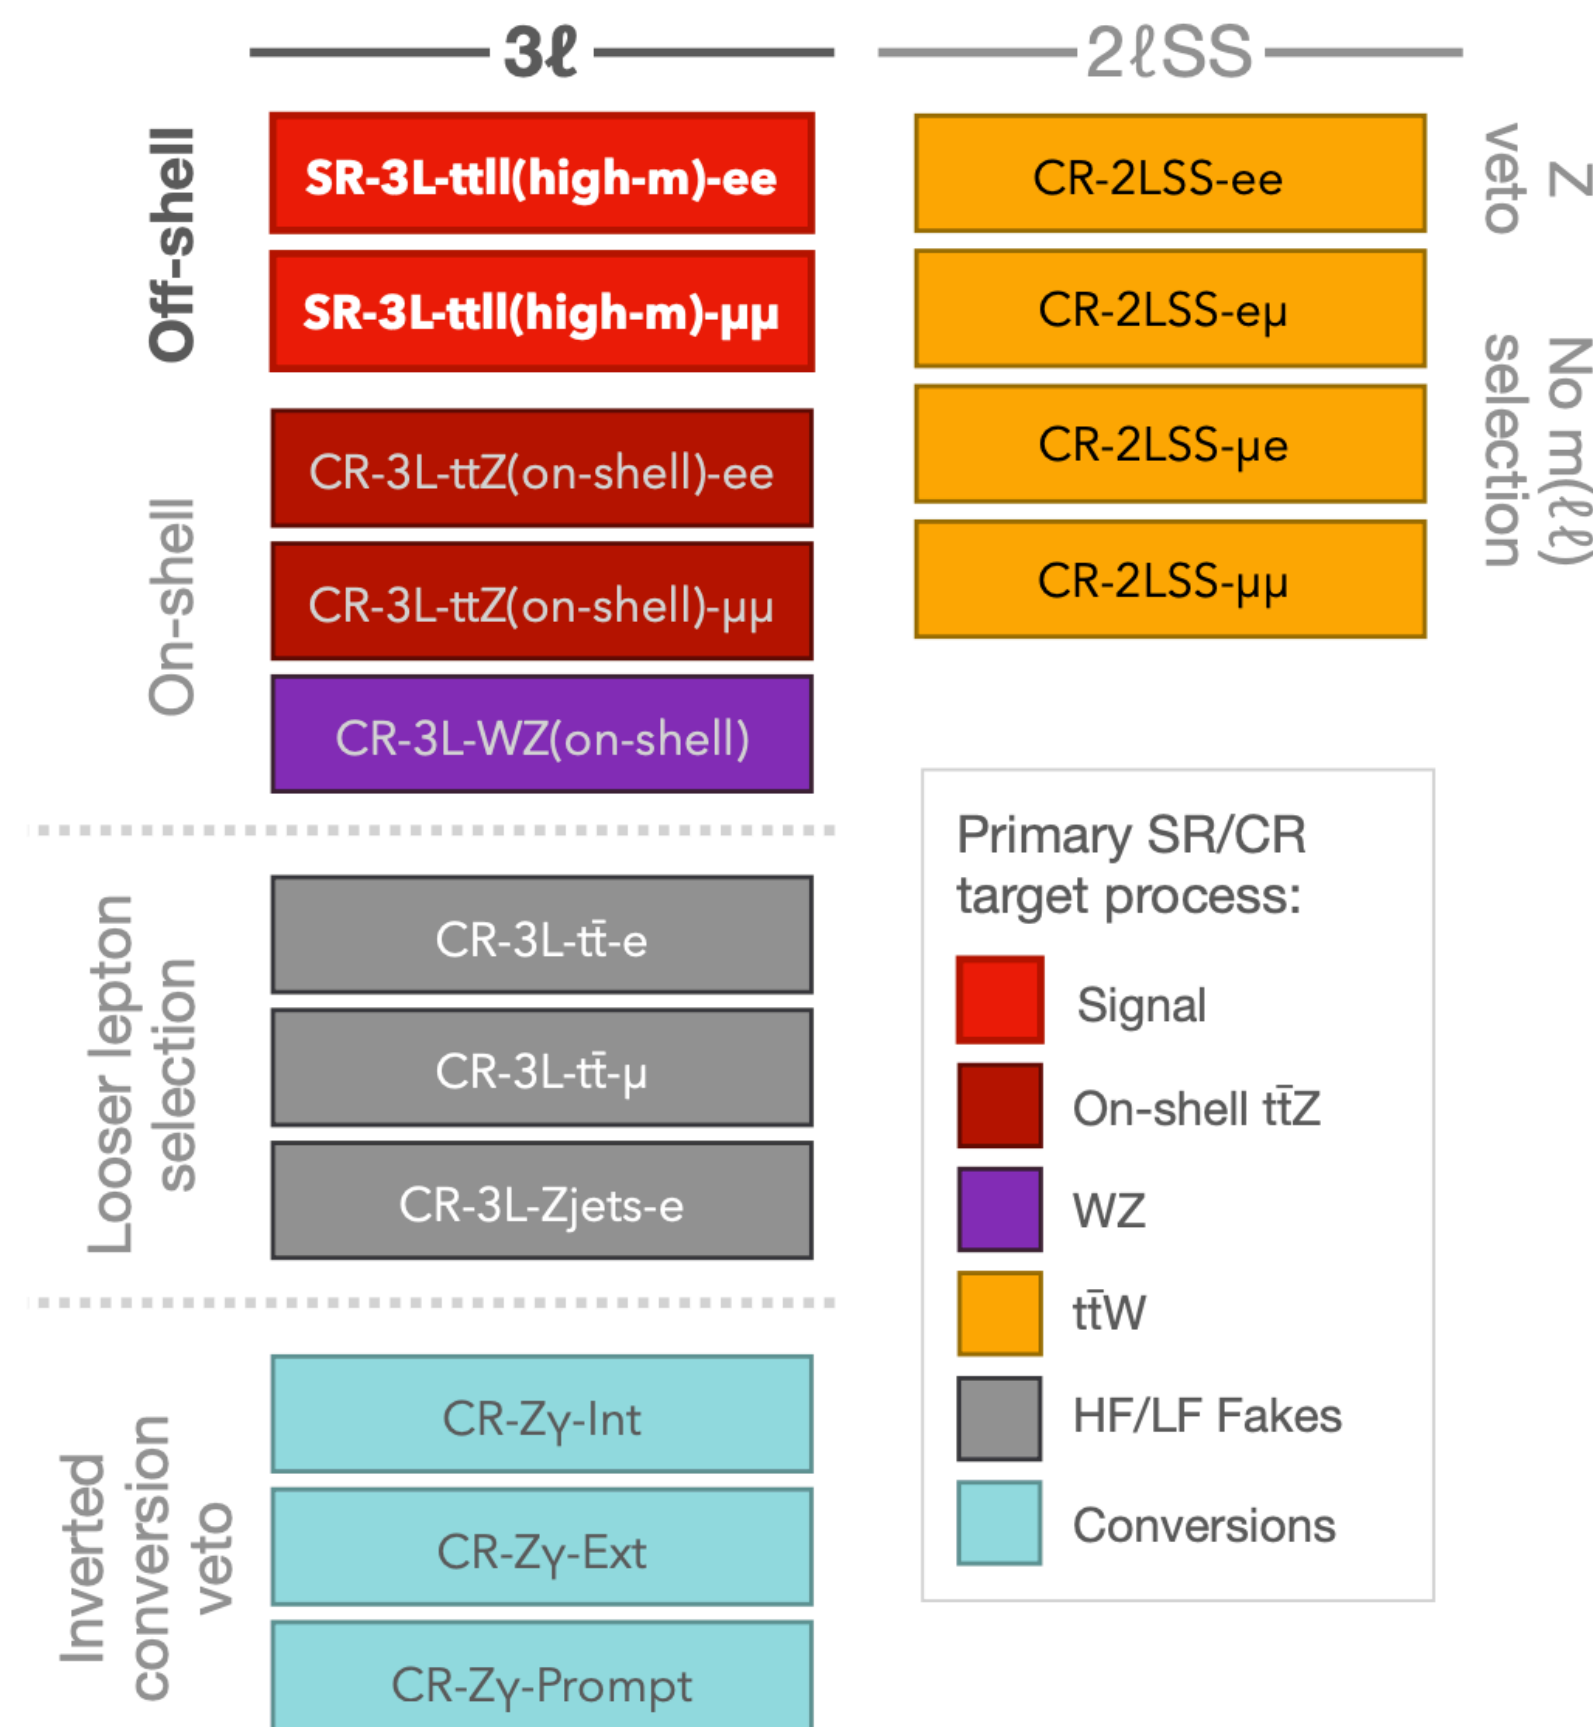 3ℓ
Off-shell
SR-3L-ttll(high-m)-ee
SR-3L-ttll(high-m)-μμ
On-shell
CR-3L-ttZ(on-shell)-ee
CR-3L-ttZ(on-shell)-μμ
CR-3L-WZ(on-shell)
Looser lepton
selection
CR-3L-tt̄-e
CR-3L-tt̄-μ
CR-3L-Zjets-e
Inverted
conversion
veto
CR-Zγ-Int
CR-Zγ-Ext
CR-Zγ-Prompt
2ℓSS
CR-2LSS-ee
CR-2LSS-eμ
CR-2LSS-μe
CR-2LSS-μμ
Z
veto
No m(ℓℓ)
selection
Primary SR/CR
target process:
Signal
On-shell tt̄Z
WZ
tt̄W
HF/LF Fakes
Conversions